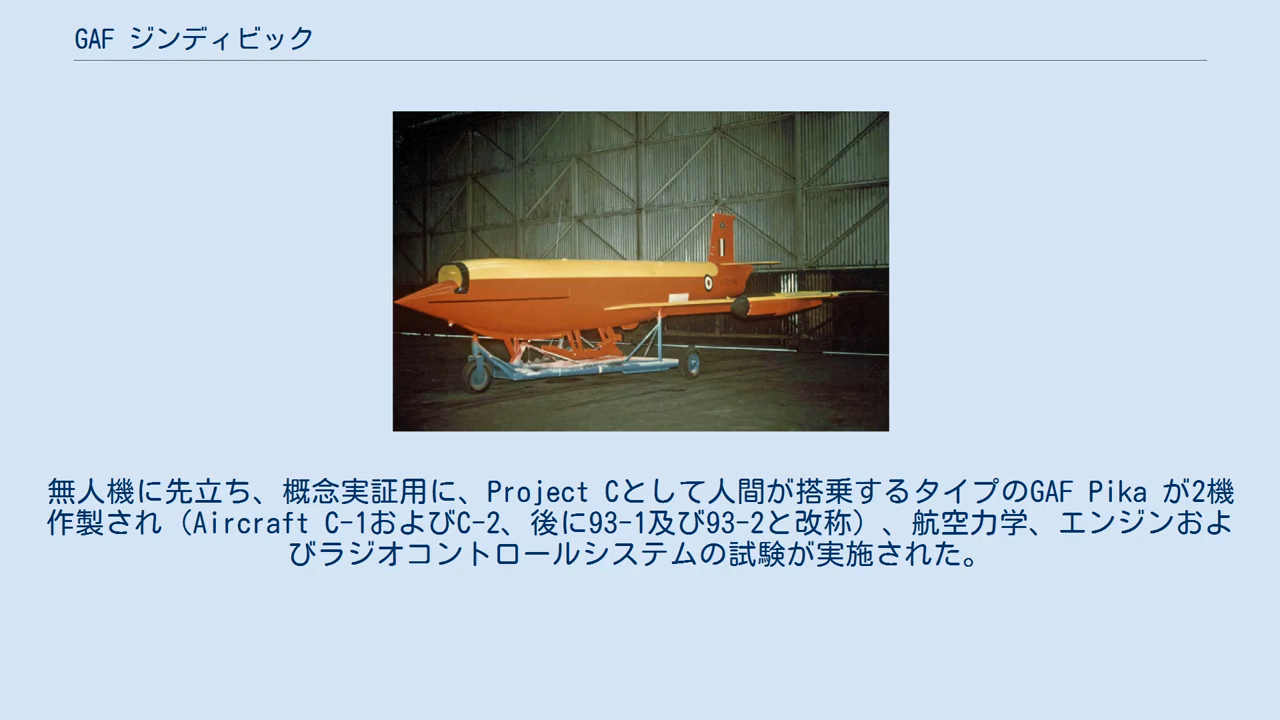 GAF ジンディビック
無人機に先立ち、概念実証用に、Project Cとして人間が搭乗するタイプのGAF Pika が2機
作製され（Aircraft C-1およびC-2、後に93-1及び93-2と改称）、航空力学、エンジンおよ
びラジオコントロールシステムの試験が実施された。